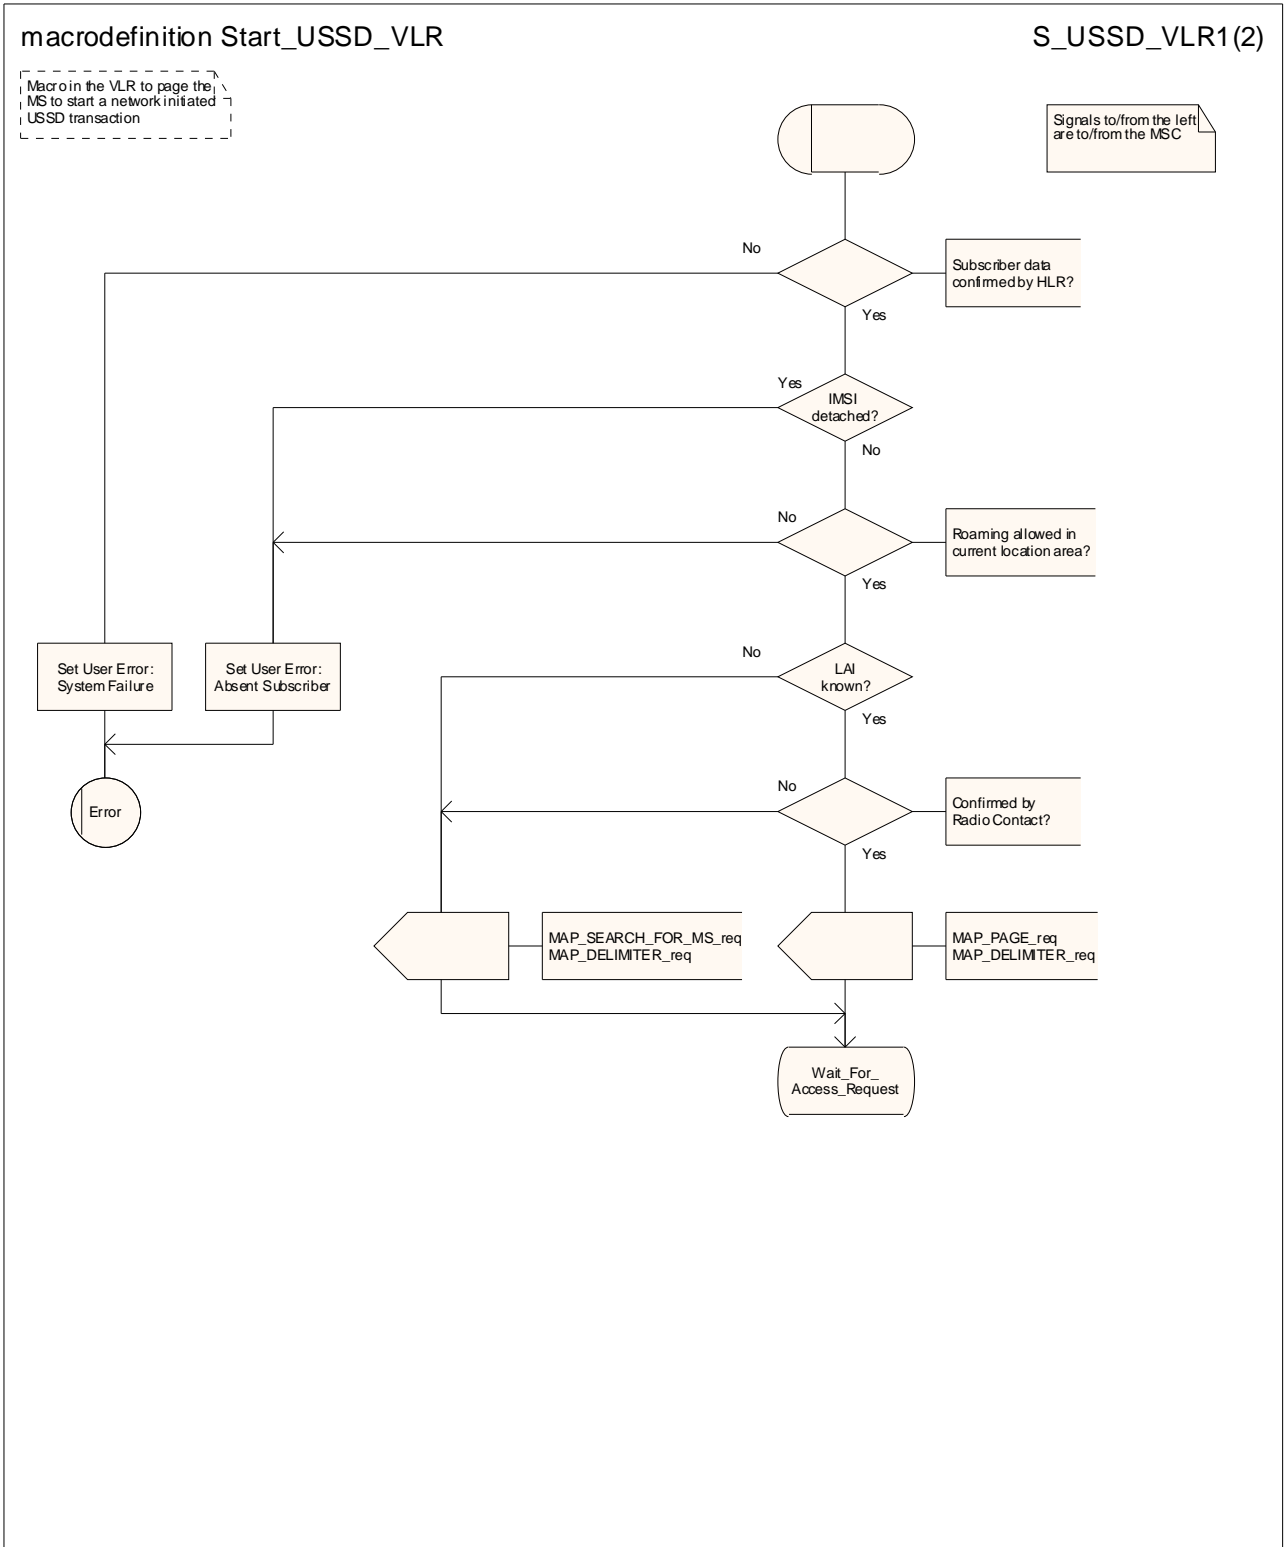 macrodefinition Start_USSD_VLR
S_USSD_VLR1(2)
Macro in the VLR to page the
MS to start a network initiated
USSD transaction
Signals to/from the left
are to/from the MSC
No
Subscriber data
confirmed by HLR?
Yes
Yes
IMSI
detached?
No
No
Roaming allowed in
current location area?
Yes
Set User Error:
System Failure
Set User Error:
Absent Subscriber
No
LAI
known?
Yes
Error
No
Confirmed by
Radio Contact?
Yes
MAP_SEARCH_FOR_MS_req
MAP_DELIMITER_req
MAP_PAGE_req
MAP_DELIMITER_req
Wait_For_
Access_Request